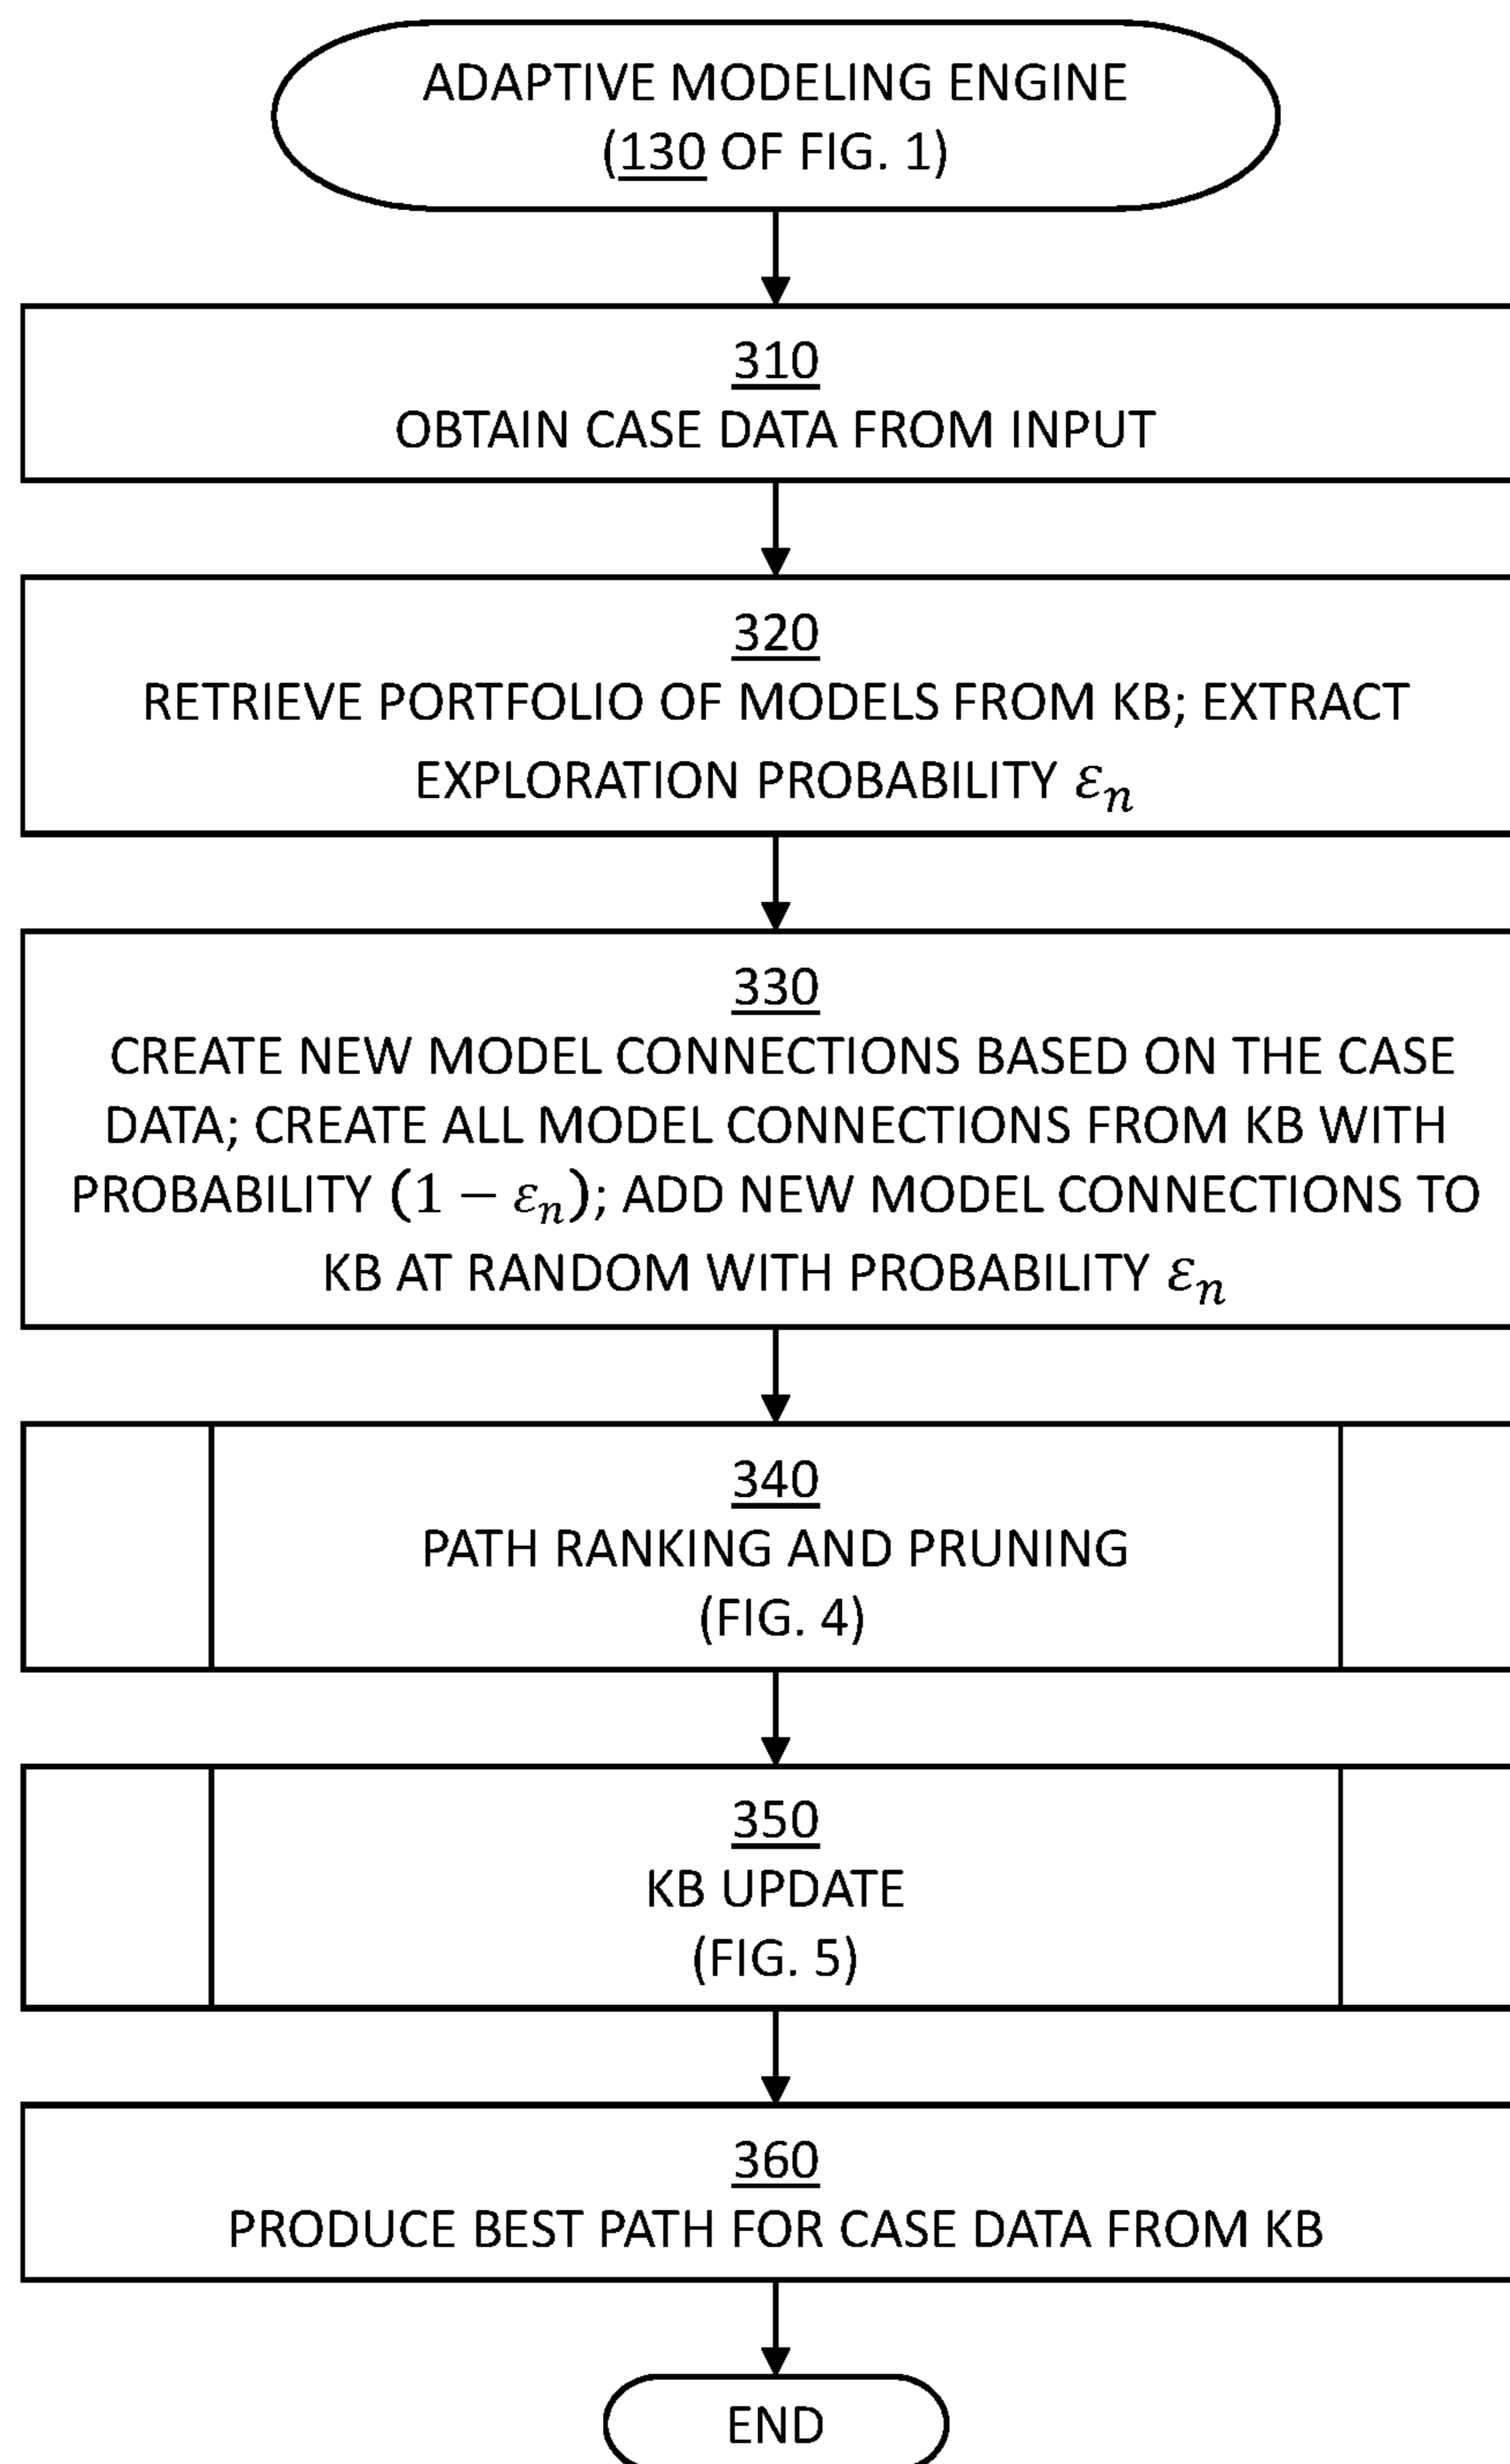 ADAPTIVE MODELING ENGINE
(130 OF FIG. 1)
310
OBTAIN CASE DATA FROM INPUT
320
RETRIEVE PORTFOLIO OF MODELS FROM KB; EXTRACT
EXPLORATION PROBABILITY εₙ
330
CREATE NEW MODEL CONNECTIONS BASED ON THE CASE
DATA; CREATE ALL MODEL CONNECTIONS FROM KB WITH
PROBABILITY (1 − εₙ); ADD NEW MODEL CONNECTIONS TO
KB AT RANDOM WITH PROBABILITY εₙ
340
PATH RANKING AND PRUNING
(FIG. 4)
350
KB UPDATE
(FIG. 5)
360
PRODUCE BEST PATH FOR CASE DATA FROM KB
END